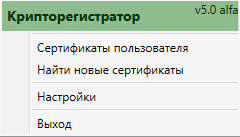 Крипторегистратор v5.0 alfa
Сертификаты пользователя
Найти новые сертификаты
Настройки
Выход